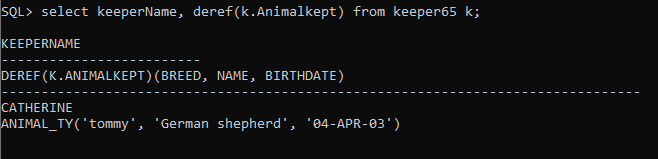 SQL> select keeperName, deref(k.Animalkept) from keeper65 k;
KEEPERNAME
-------------------------
DEREF(K.ANIMALKEPT)(BREED, NAME, BIRTHDATE)
--------------------------------------------------------------------------------
CATHERINE
ANIMAL_TY('tommy', 'German shepherd', '04-APR-03')